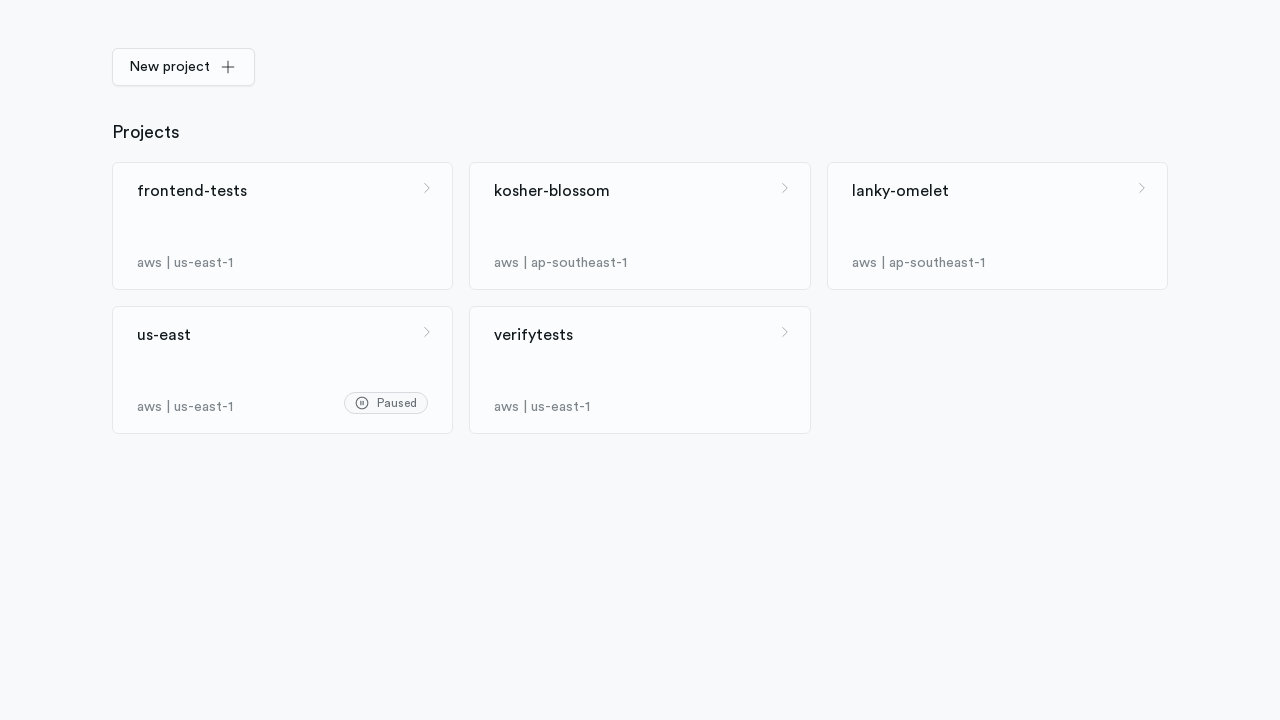 New project
Projects
frontend-tests
aws | us-east-1
kosher-blossom
aws | ap-southeast-1
lanky-omelet
aws | ap-southeast-1
us-east
aws | us-east-1
Paused
verifytests
aws | us-east-1